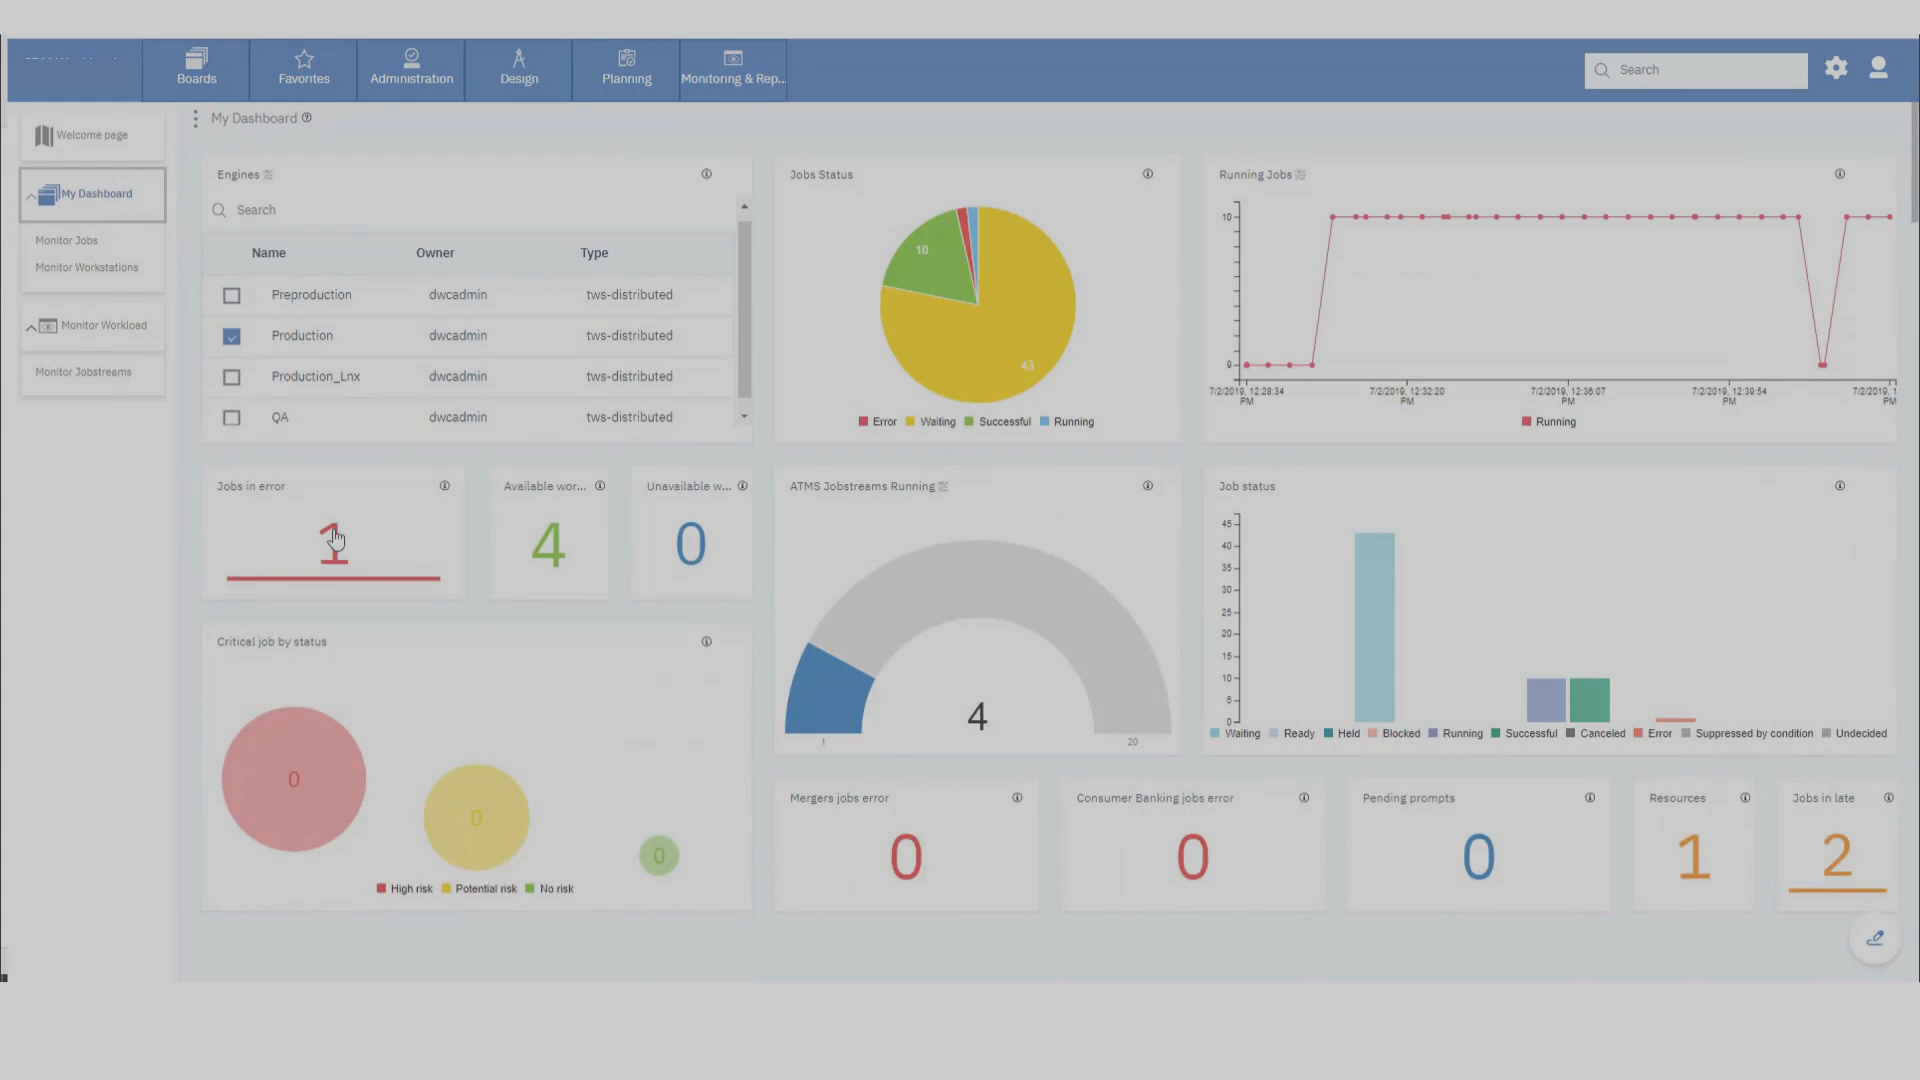 Boards
Favorites
Administration
Design
Planning
Monitoring & Rep...
Search
Welcome page
My Dashboard
Monitor Jobs
Monitor Workstations
Monitor Workload
Monitor Jobstreams
My Dashboard
Engines
Search
Name Owner Type
Preproduction dwcadmin tws-distributed
Production dwcadmin tws-distributed
Production_Lnx dwcadmin tws-distributed
QA dwcadmin tws-distributed
Jobs Status
10
43
Error Waiting Successful Running
Running Jobs
10
9
7/2/2019, 12:28:34 PM
7/2/2019, 12:32:20 PM
7/2/2019, 12:36:07 PM
7/2/2019, 12:39:54 PM
7/2/2019, 1 PM
Running
Jobs in error
1
Available wor...
4
Unavailable w...
0
ATMS Jobstreams Running
4
1 20
Job status
45
40
35
30
25
20
15
10
5
0
Waiting Ready Held Blocked Running Successful Canceled Error Suppressed by condition Undecided
Critical job by status
0
0
0
High risk Potential risk No risk
Mergers jobs error
0
Consumer Banking jobs error
0
Pending prompts
0
Resources
1
Jobs in late
2